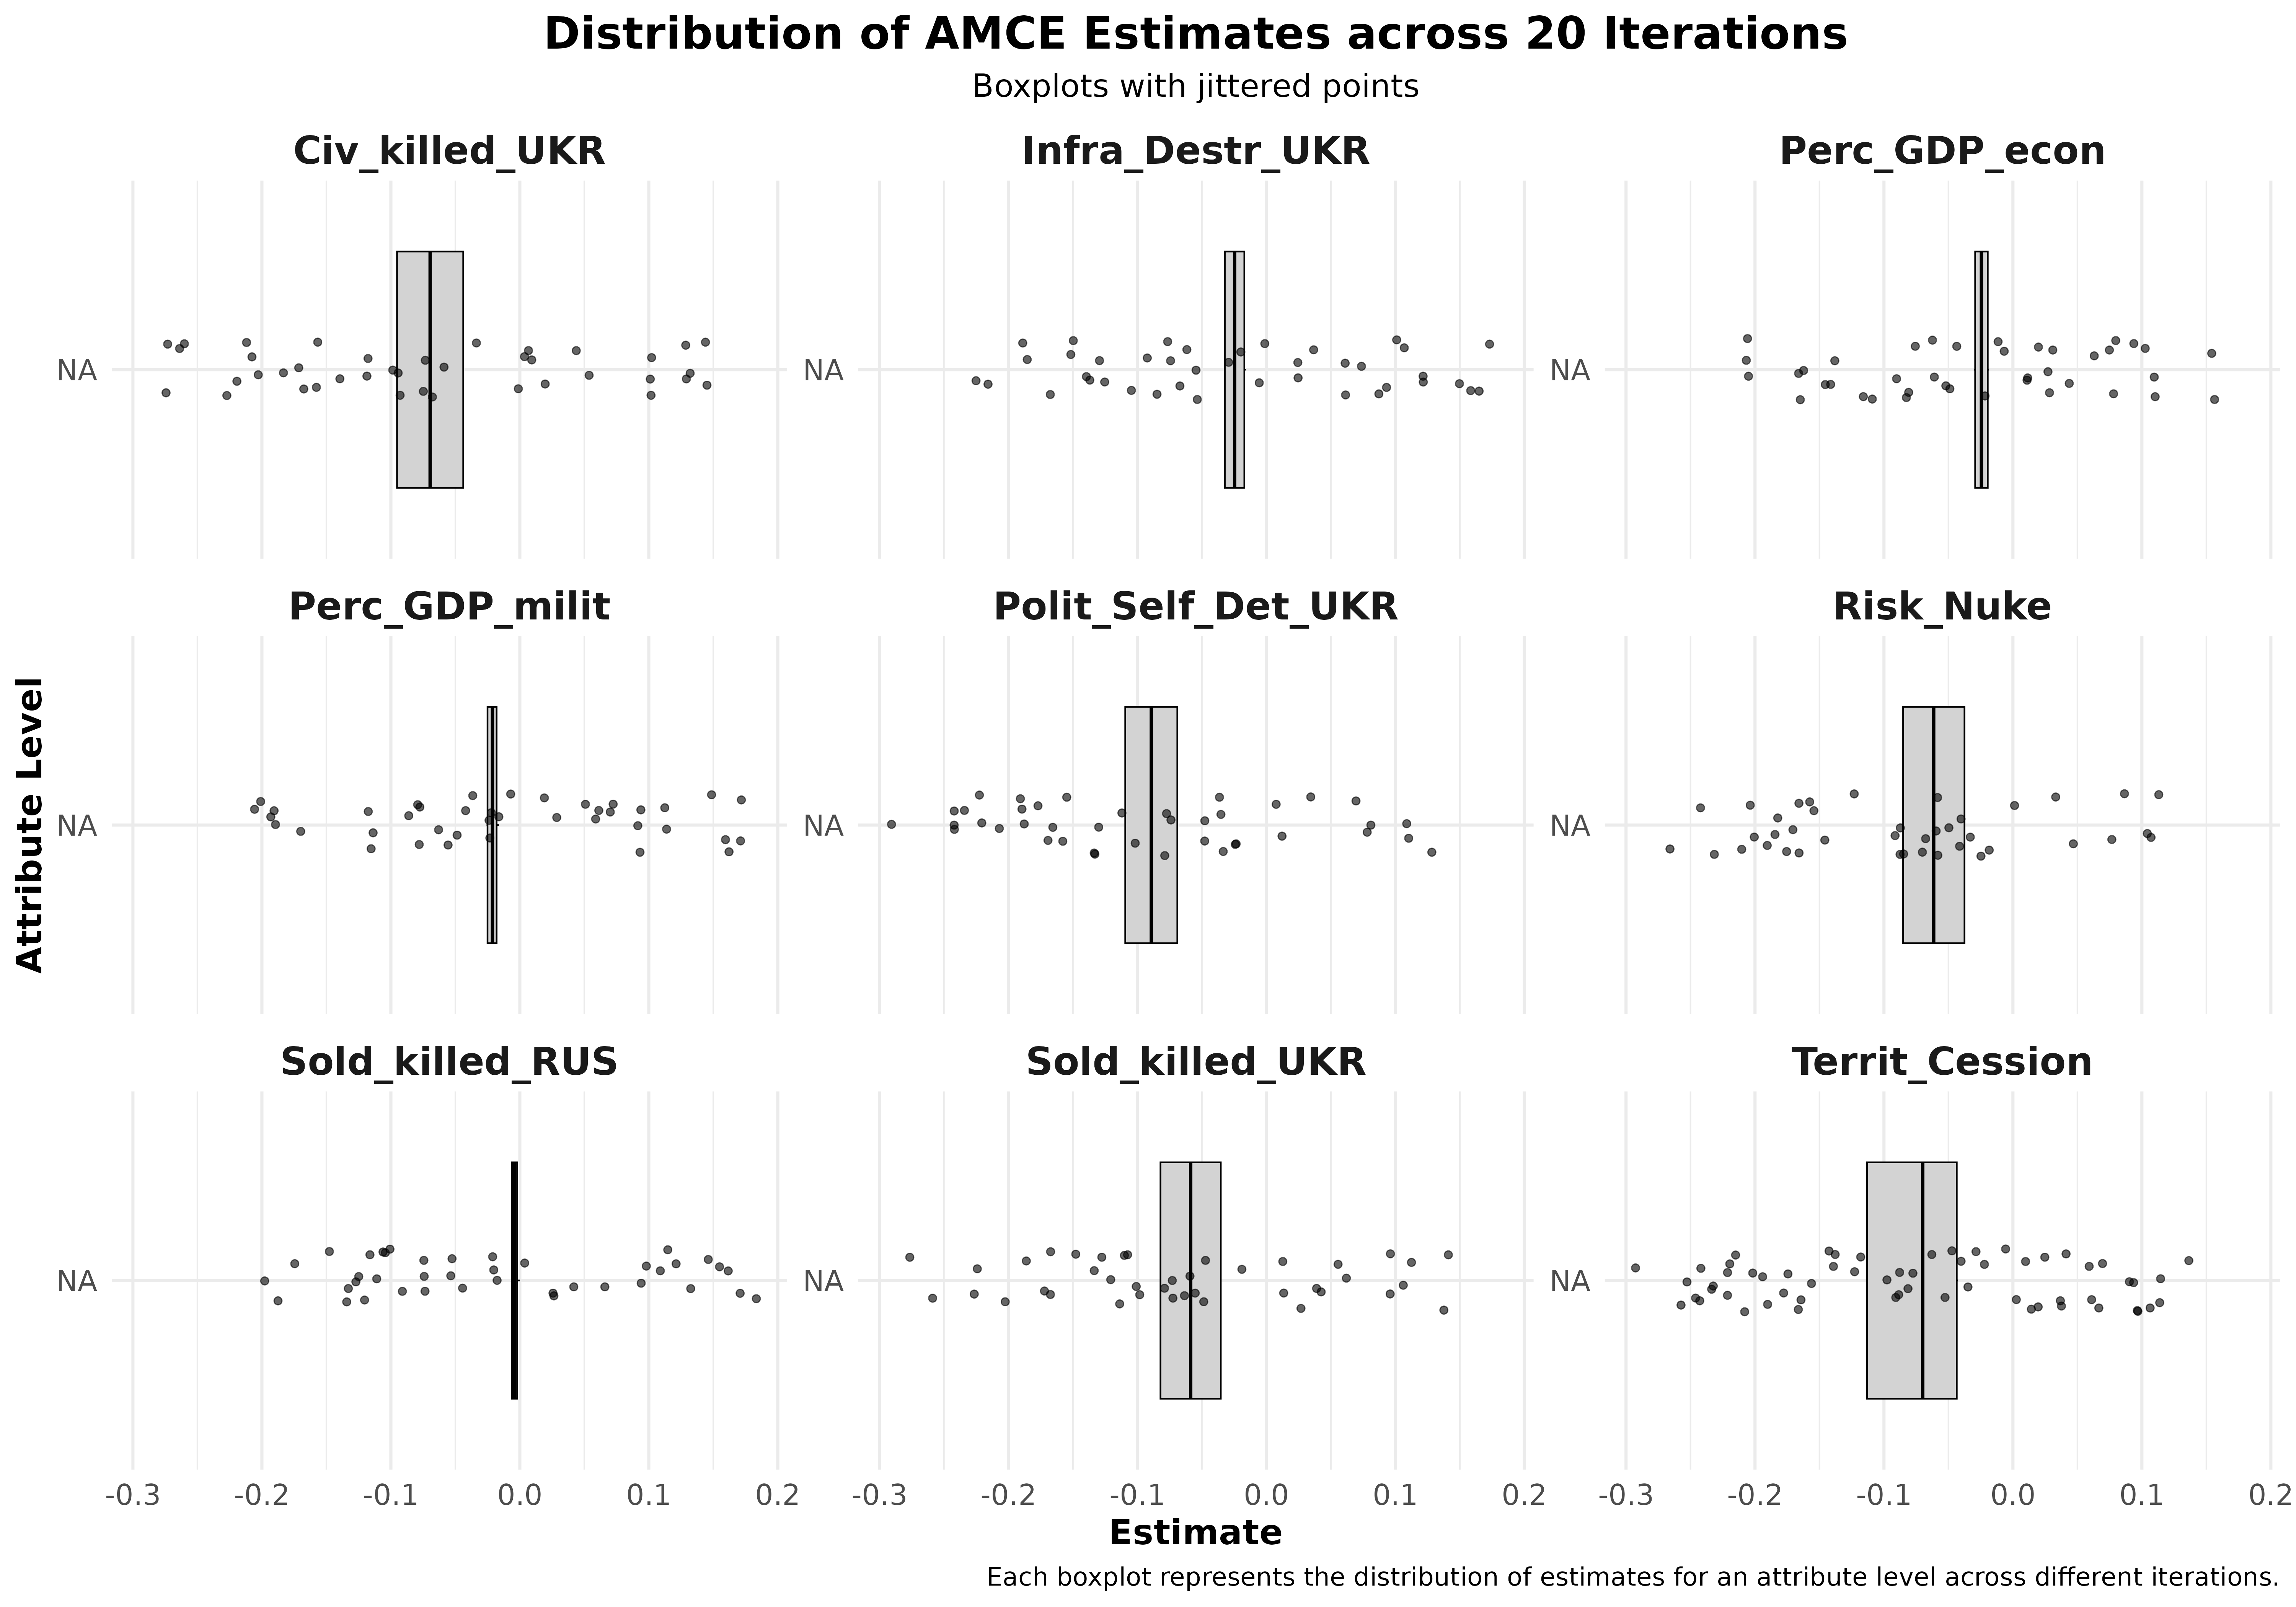 Distribution of AMCE Estimates across 20 Iterations
Boxplots with jittered points
Civ_killed_UKR
Infra_Destr_UKR
Perc_GDP_econ
NA
NA
NA
Perc_GDP_milit
Polit_Self_Det_UKR
Risk_Nuke
Attribute Level
NA
NA
NA
Sold_killed_RUS
Sold_killed_UKR
Territ_Cession
NA
NA
NA
-0.3 -0.2 -0.1 0.0 0.1 0.2
-0.3 -0.2 -0.1 0.0 0.1 0.2
-0.3 -0.2 -0.1 0.0 0.1 0.2
Estimate
Each boxplot represents the distribution of estimates for an attribute level across different iterations.